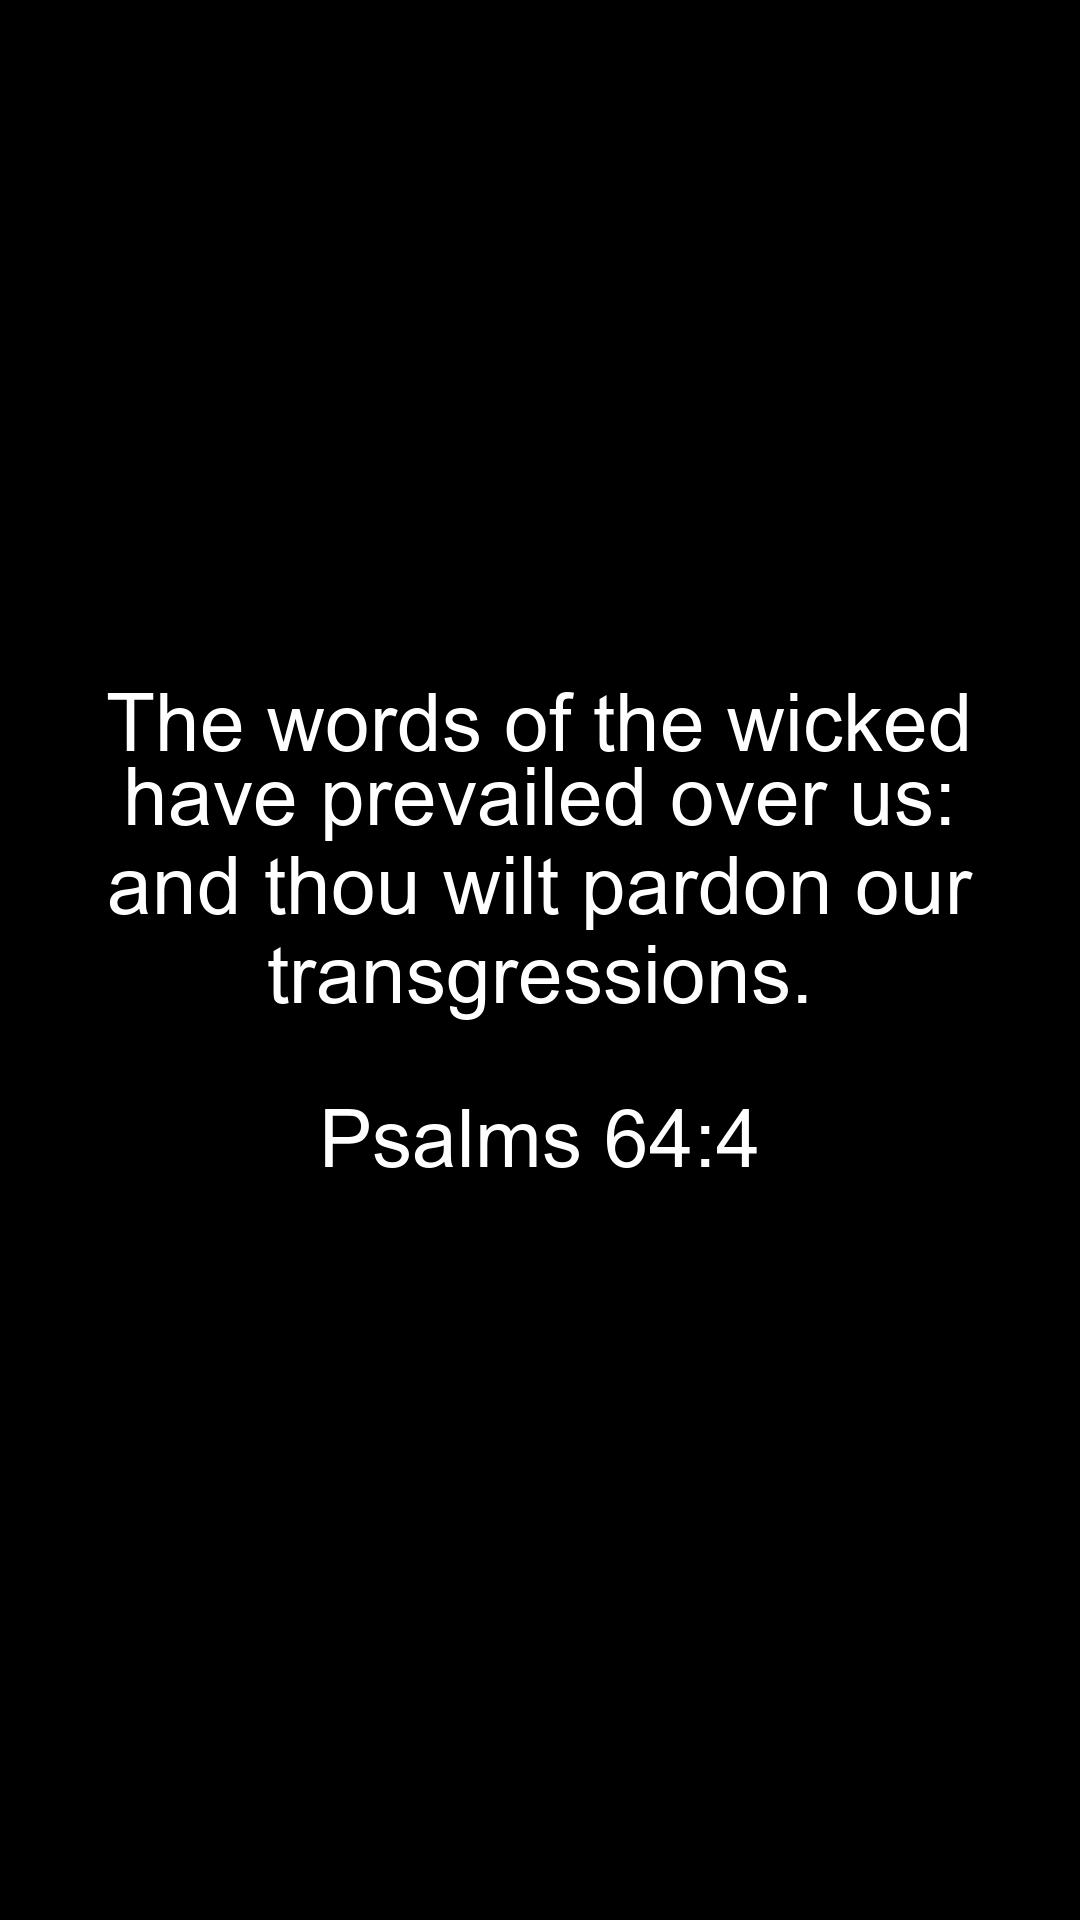 The words of the wicked
have prevailed over us:
and thou wilt pardon our
transgressions.
Psalms 64:4